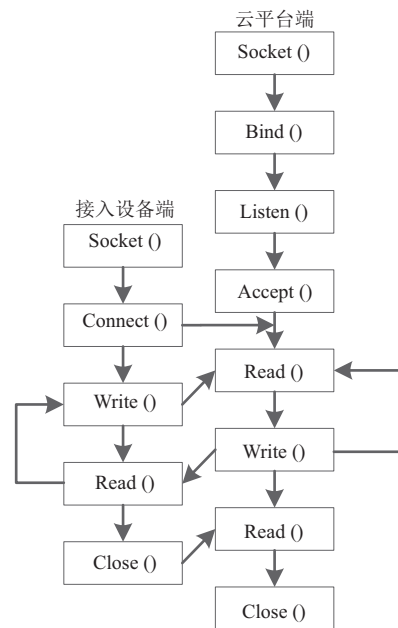 云平台端
Socket ()
Bind ()
Listen ()
Accept ()
Read ()
Write ()
Read ()
Close ()
接入设备端
Socket ()
Connect ()
Write ()
Read ()
Close ()